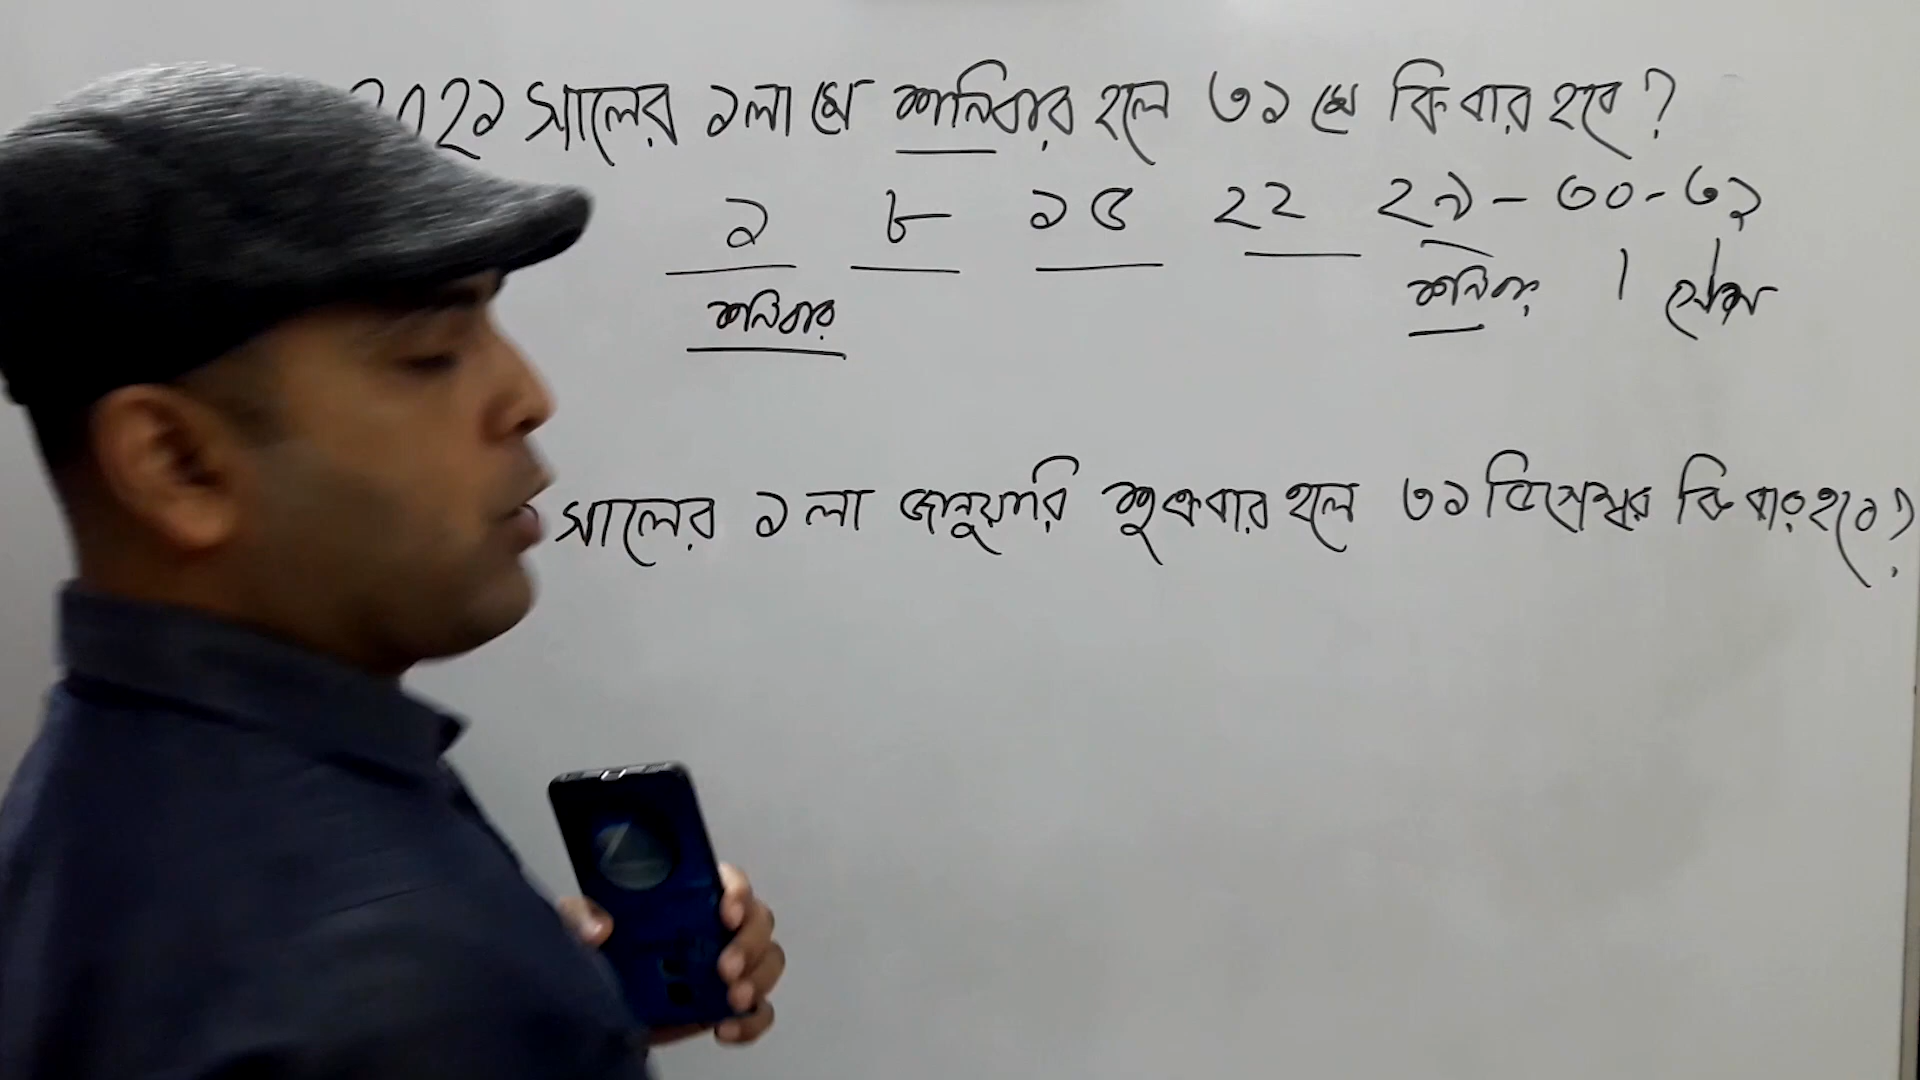 ২০২১ সালের ১লা মে শনিবার হলে ৩১ মে কি বার হবে?
১ ৮ ১৫ ২২ ২৯ - ৩০ - ৩১
শনিবার শনিবার । সোম
সালের ১লা জানুয়ারি শুক্রবার হলে ৩১ ডিসেম্বর কি বার হবে?